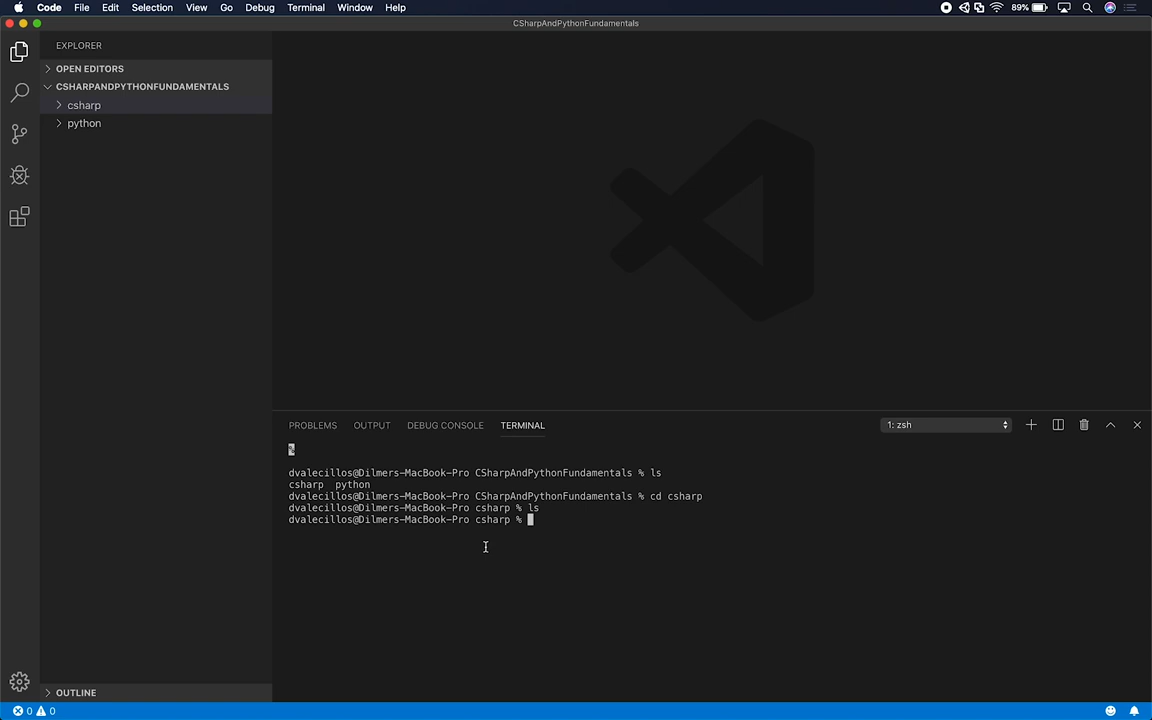 Code File Edit Selection View Go Debug Terminal Window Help 89%
CSharpAndPythonFundamentals
EXPLORER
OPEN EDITORS
CSHARPANDPYTHONFUNDAMENTALS
csharp
python
PROBLEMS OUTPUT DEBUG CONSOLE TERMINAL 1: zsh
%
dvalecillos@Dilmers-MacBook-Pro CSharpAndPythonFundamentals % ls
csharp python
dvalecillos@Dilmers-MacBook-Pro CSharpAndPythonFundamentals % cd csharp
dvalecillos@Dilmers-MacBook-Pro csharp % ls
dvalecillos@Dilmers-MacBook-Pro csharp %
OUTLINE
0 0